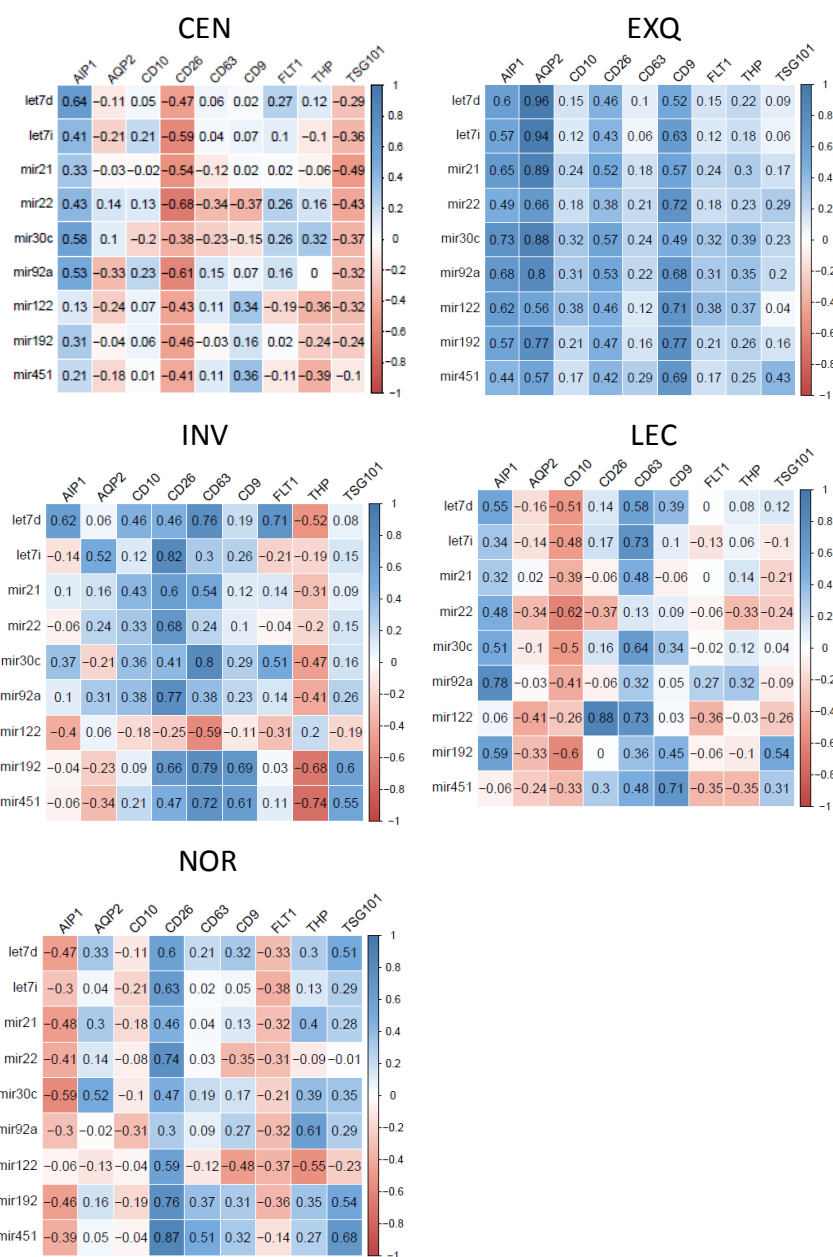 CEN
AIP1 AQP2 CD10 CD26 CD63 CD9 FLT1 THP TSG101
let7d 0.64 −0.11 0.05 −0.47 0.06 0.02 0.27 0.12 −0.29
let7i 0.41 −0.21 0.21 −0.59 0.04 0.07 0.1 −0.1 −0.36
mir21 0.33 −0.03 −0.02 −0.54 −0.12 0.02 0.02 −0.06 −0.49
mir22 0.43 0.14 0.13 −0.68 −0.34 −0.37 0.26 0.16 −0.43
mir30c 0.58 0.1 −0.2 −0.38 −0.23 −0.15 0.26 0.32 −0.37
mir92a 0.53 −0.33 0.23 −0.61 0.15 0.07 0.16 0 −0.32
mir122 0.13 −0.24 0.07 −0.43 0.11 0.34 −0.19 −0.36 −0.32
mir192 0.31 −0.04 0.06 −0.46 −0.03 0.16 0.02 −0.24 −0.24
mir451 0.21 −0.18 0.01 −0.41 0.11 0.36 −0.11 −0.39 −0.1
1
0.8
0.6
0.4
0.2
0
−0.2
−0.4
−0.6
−0.8
−1
EXQ
AIP1 AQP2 CD10 CD26 CD63 CD9 FLT1 THP TSG101
let7d 0.6 0.96 0.15 0.46 0.1 0.52 0.15 0.22 0.09
let7i 0.57 0.94 0.12 0.43 0.06 0.63 0.12 0.18 0.06
mir21 0.65 0.89 0.24 0.52 0.18 0.57 0.24 0.3 0.17
mir22 0.49 0.66 0.18 0.38 0.21 0.72 0.18 0.23 0.29
mir30c 0.73 0.88 0.32 0.57 0.24 0.49 0.32 0.39 0.23
mir92a 0.68 0.8 0.31 0.53 0.22 0.68 0.31 0.35 0.2
mir122 0.62 0.56 0.38 0.46 0.12 0.71 0.38 0.37 0.04
mir192 0.57 0.77 0.21 0.47 0.16 0.77 0.21 0.26 0.16
mir451 0.44 0.57 0.17 0.42 0.29 0.69 0.17 0.25 0.43
1
0.8
0.6
0.4
0.2
0
−0.2
−0.4
−0.6
−0.8
−1
INV
AIP1 AQP2 CD10 CD26 CD63 CD9 FLT1 THP TSG101
let7d 0.62 0.06 0.46 0.46 0.76 0.19 0.71 −0.52 0.08
let7i −0.14 0.52 0.12 0.82 0.3 0.26 −0.21 −0.19 0.15
mir21 0.1 0.16 0.43 0.6 0.54 0.12 0.14 −0.31 0.09
mir22 −0.06 0.24 0.33 0.68 0.24 0.1 −0.04 −0.2 0.15
mir30c 0.37 −0.21 0.36 0.41 0.8 0.29 0.51 −0.47 0.16
mir92a 0.1 0.31 0.38 0.77 0.38 0.23 0.14 −0.41 0.26
mir122 −0.4 0.06 −0.18 −0.25 −0.59 −0.11 −0.31 0.2 −0.19
mir192 −0.04 −0.23 0.09 0.66 0.79 0.69 0.03 −0.68 0.6
mir451 −0.06 −0.34 0.21 0.47 0.72 0.61 0.11 −0.74 0.55
1
0.8
0.6
0.4
0.2
0
−0.2
−0.4
−0.6
−0.8
−1
LEC
AIP1 AQP2 CD10 CD26 CD63 CD9 FLT1 THP TSG101
let7d 0.55 −0.16 −0.51 0.14 0.58 0.39 0 0.08 0.12
let7i 0.34 −0.14 −0.48 0.17 0.73 0.1 −0.13 0.06 −0.1
mir21 0.32 0.02 −0.39 −0.06 0.48 −0.06 0 0.14 −0.21
mir22 0.48 −0.34 −0.62 −0.37 0.13 0.09 −0.06 −0.33 −0.24
mir30c 0.51 −0.1 −0.5 0.16 0.64 0.34 −0.02 0.12 0.04
mir92a 0.78 −0.03 −0.41 −0.06 0.32 0.05 0.27 0.32 −0.09
mir122 0.06 −0.41 −0.26 0.88 0.73 0.03 −0.36 −0.03 −0.26
mir192 0.59 −0.33 −0.6 0 0.36 0.45 −0.06 −0.1 0.54
mir451 −0.06 −0.24 −0.33 0.3 0.48 0.71 −0.35 −0.35 0.31
1
0.8
0.6
0.4
0.2
0
−0.2
−0.4
−0.6
−0.8
−1
NOR
AIP1 AQP2 CD10 CD26 CD63 CD9 FLT1 THP TSG101
let7d −0.47 0.33 −0.11 0.6 0.21 0.32 −0.33 0.3 0.51
let7i −0.3 0.04 −0.21 0.63 0.02 0.05 −0.38 0.13 0.29
mir21 −0.48 0.3 −0.18 0.46 0.04 0.13 −0.32 0.4 0.28
mir22 −0.41 0.14 −0.08 0.74 0.03 −0.35 −0.31 −0.09 −0.01
mir30c −0.59 0.52 −0.1 0.47 0.19 0.17 −0.21 0.39 0.35
mir92a −0.3 −0.02 −0.31 0.3 0.09 0.27 −0.32 0.61 0.29
mir122 −0.06 −0.13 −0.04 0.59 −0.12 −0.48 −0.37 −0.55 −0.23
mir192 −0.46 0.16 −0.19 0.76 0.37 0.31 −0.36 0.35 0.54
mir451 −0.39 0.05 −0.04 0.87 0.51 0.32 −0.14 0.27 0.68
1
0.8
0.6
0.4
0.2
0
−0.2
−0.4
−0.6
−0.8
−1